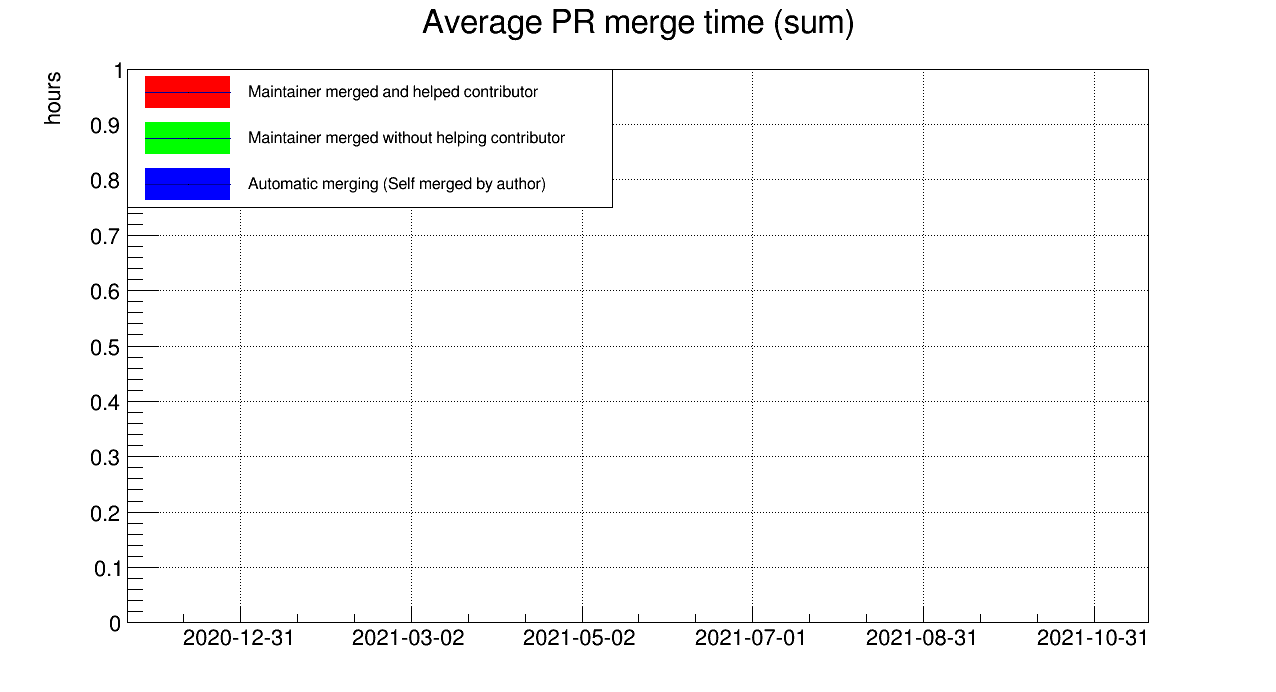 Average PR merge time (sum)
hours
1
0.9
0.8
0.7
0.6
0.5
0.4
0.3
0.2
0.1
0
Maintainer merged and helped contributor
Maintainer merged without helping contributor
Automatic merging (Self merged by author)
2020-12-31 2021-03-02 2021-05-02 2021-07-01 2021-08-31 2021-10-31